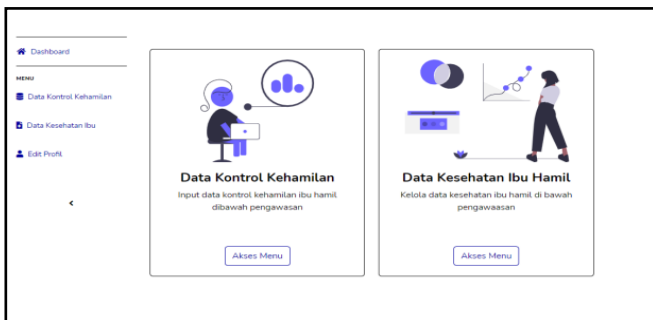 Dashboard
MENU
Data Kontrol Kehamilan
Data Kesehatan Ibu
Edit Profil
Data Kontrol Kehamilan
Input data kontrol kehamilan ibu hamil
dibawah pengawasan
Akses Menu
Data Kesehatan Ibu Hamil
Kelola data kesehatan ibu hamil di bawah
pengawaasan
Akses Menu